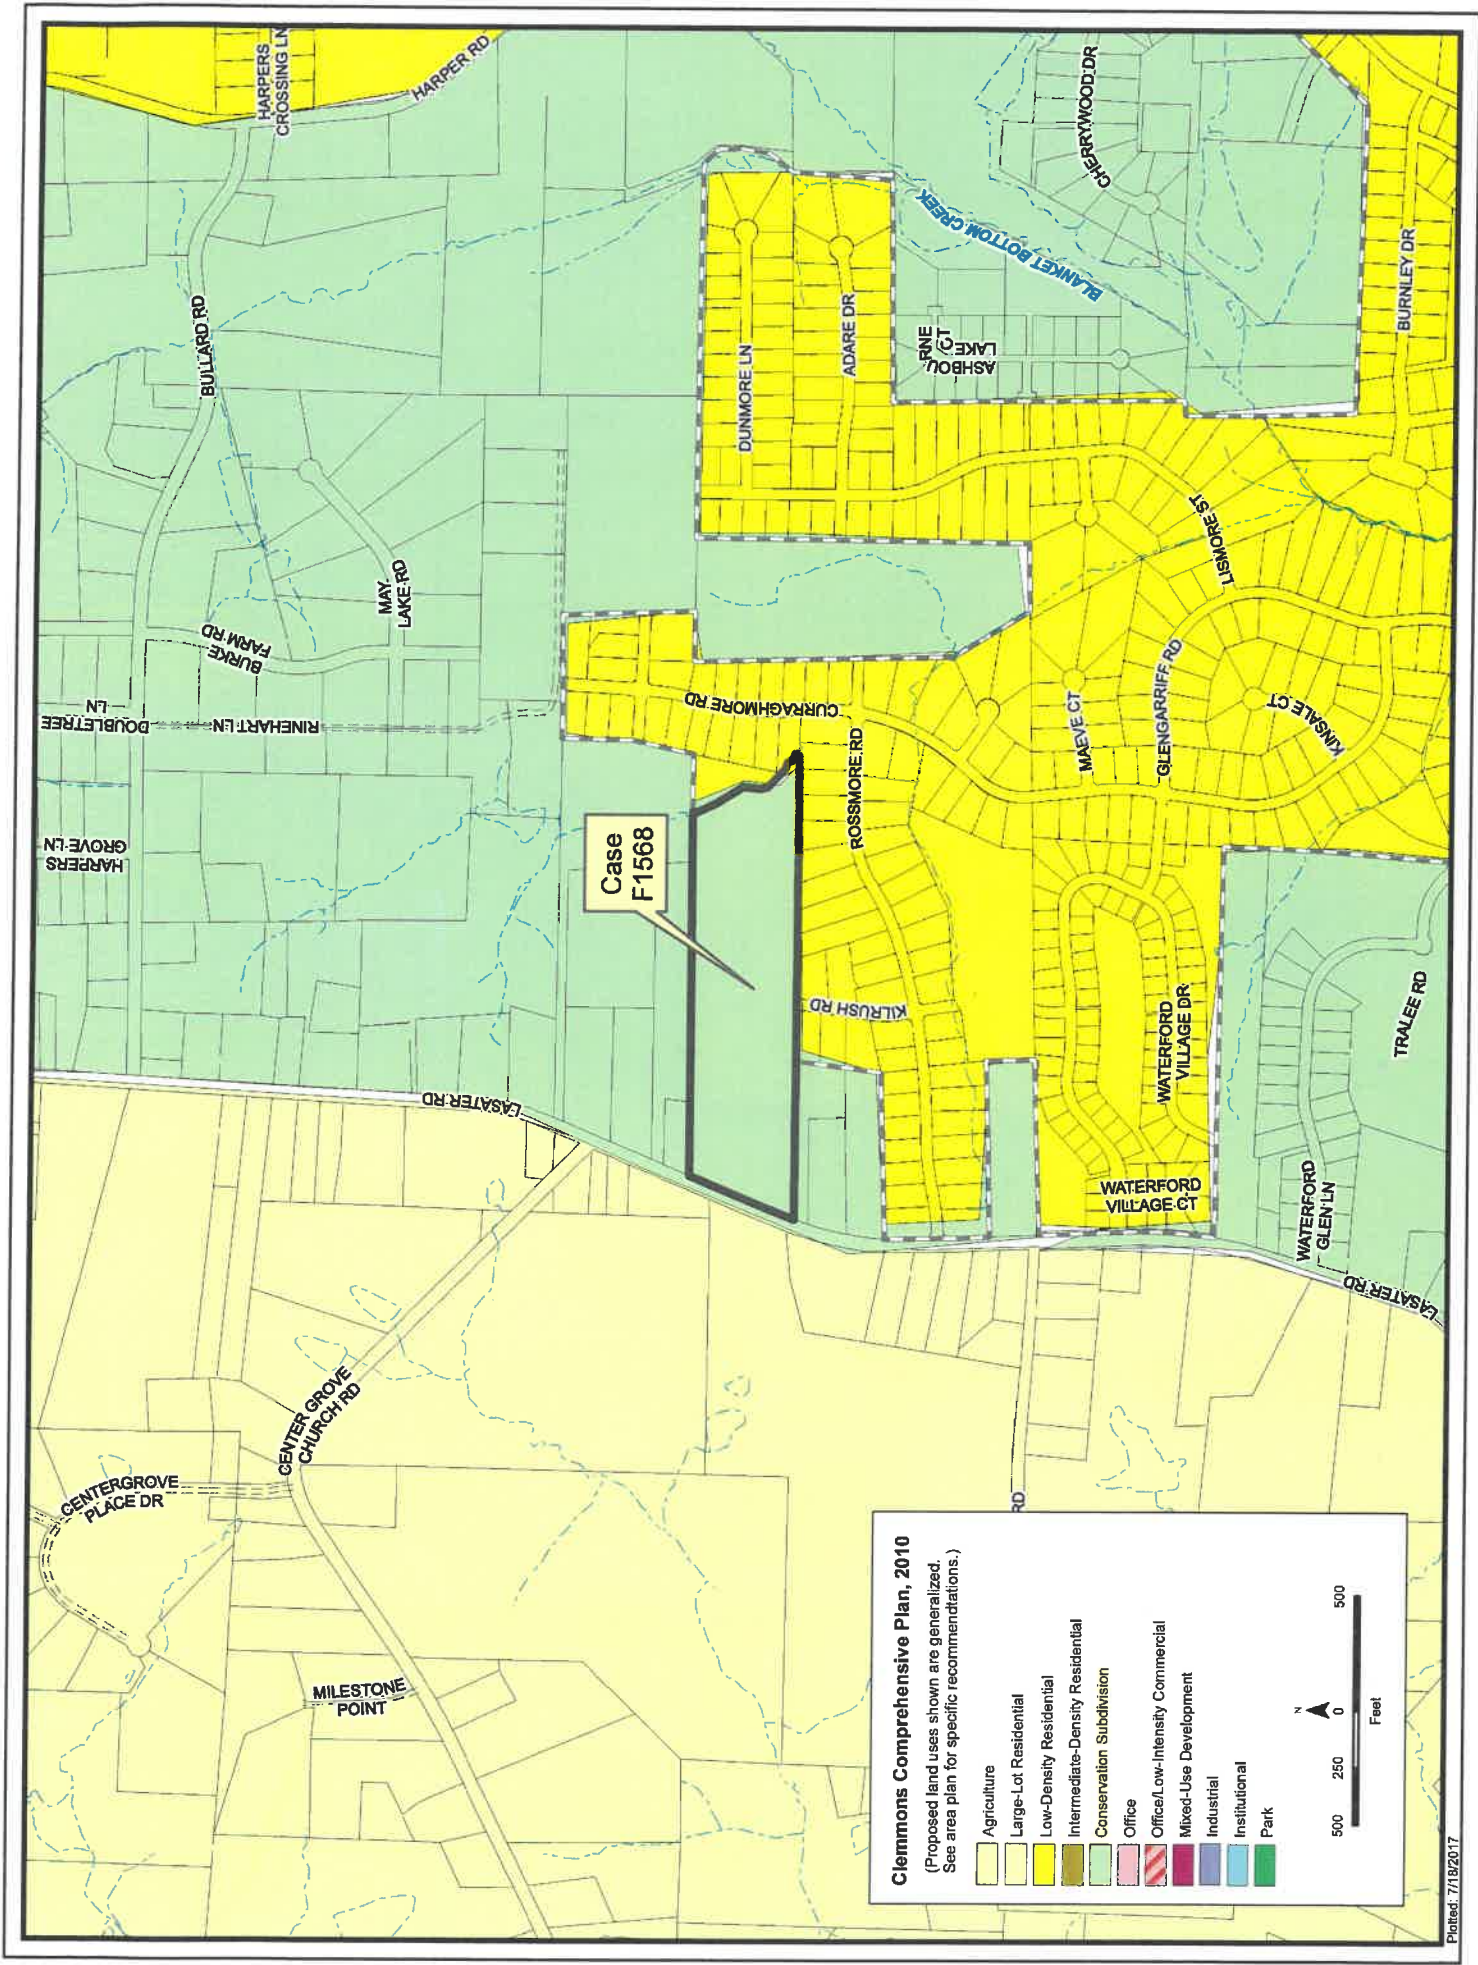 HARPERS
CROSSING LN
HARPER RD
BULLARD RD
MAY
LAKE RD
BURKE
FARM RD
RINEHART LN
DOUBLETREE
LN
HARPERS
GROVE LN
LASATER RD
CENTER GROVE
CHURCH RD
CENTERGROVE
PLACE DR
MILESTONE
POINT
Case
F1568
DUNMORE LN
ADARE DR
ASHBOU RNE
LAKE CT
BLANKET BOTTOM CREEK
CHERRYWOOD DR
BURNLEY DR
LISMORE ST
CURRAGHMORE RD
ROSSMORE RD
KILRUSH RD
MAEVE CT
GLENGARRIFF RD
KINSALE CT
WATERFORD
VILLAGE DR
WATERFORD
VILLAGE CT
WATERFORD
GLEN LN
TRALEE RD
LASATER RD
RD
Clemmons Comprehensive Plan, 2010
(Proposed land uses shown are generalized.
See area plan for specific recommendtations.)
Agriculture
Large-Lot Residential
Low-Density Residential
Intermediate-Density Residential
Conservation Subdivision
Office
Office/Low-Intensity Commercial
Mixed-Use Development
Industrial
Institutional
Park
N
500 250 0 500
Feet
Plotted: 7/18/2017